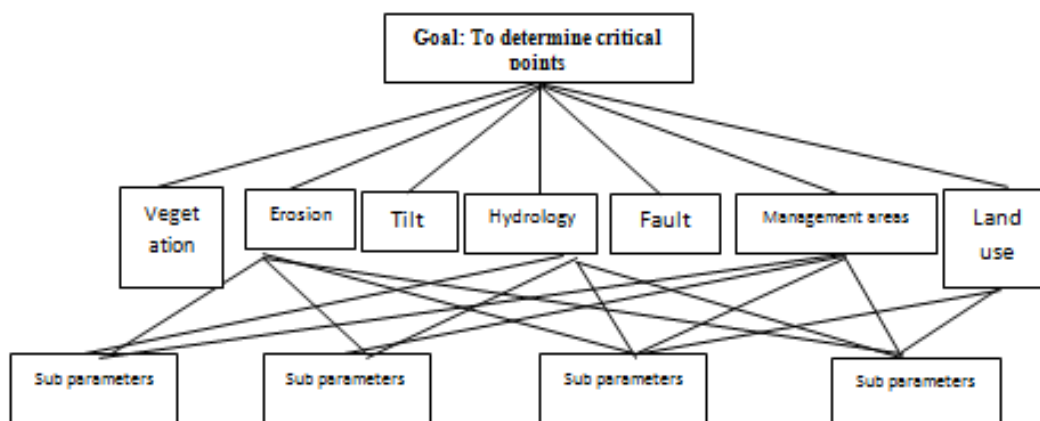 Goal: To determine critical
points
Veget
ation
Erosion
Tilt
Hydrology
Fault
Management areas
Land
use
Sub parameters
Sub parameters
Sub parameters
Sub parameters